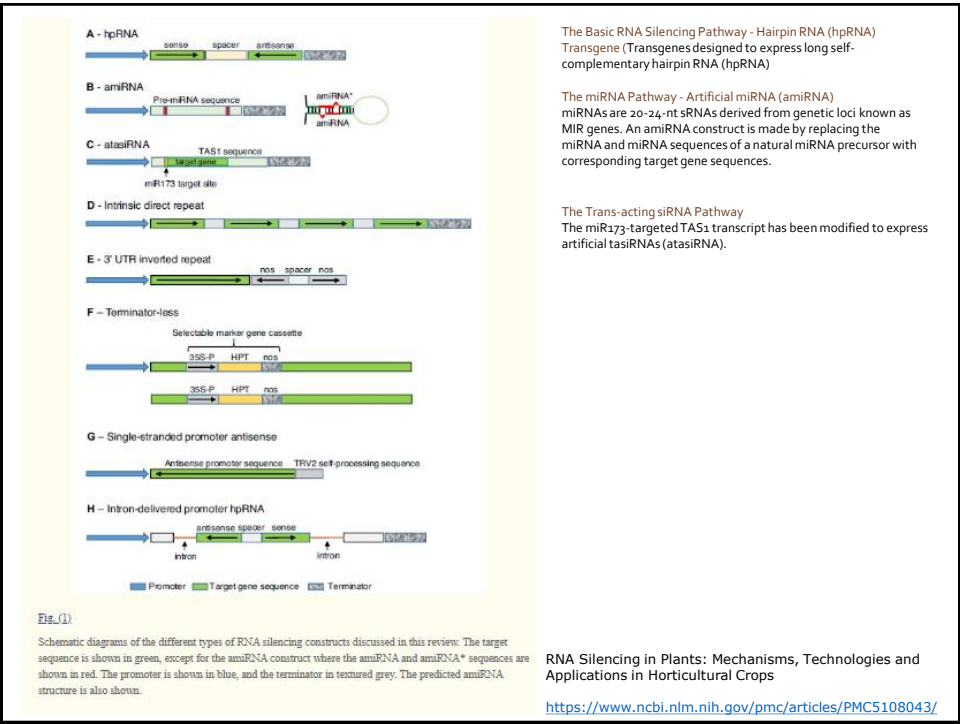 A - hpRNA
sense spacer antisense
B - amiRNA
Pre-miRNA sequence
amiRNA*
amiRNA
C - atasiRNA
TAS1 sequence
target gene
miR173 target site
D - Intrinsic direct repeat
E - 3' UTR inverted repeat
nos spacer nos
F – Terminator-less
Selectable marker gene cassette
35S-P HPT nos
35S-P HPT nos
G – Single-stranded promoter antisense
Antisense promoter sequence TRV2 self-processing sequence
H – Intron-delivered promoter hpRNA
antisense spacer sense
intron intron
Promoter Target gene sequence Terminator
Fig. (1)
Schematic diagrams of the different types of RNA silencing constructs discussed in this review. The target
sequence is shown in green, except for the amiRNA construct where the amiRNA and amiRNA* sequences are
shown in red. The promoter is shown in blue, and the terminator in textured grey. The predicted amiRNA
structure is also shown.
The Basic RNA Silencing Pathway - Hairpin RNA (hpRNA)
Transgene (Transgenes designed to express long self-
complementary hairpin RNA (hpRNA)
The miRNA Pathway - Artificial miRNA (amiRNA)
miRNAs are 20-24-nt sRNAs derived from genetic loci known as
MIR genes. An amiRNA construct is made by replacing the
miRNA and miRNA sequences of a natural miRNA precursor with
corresponding target gene sequences.
The Trans-acting siRNA Pathway
The miR173-targeted TAS1 transcript has been modified to express
artificial tasiRNAs (atasiRNA).
RNA Silencing in Plants: Mechanisms, Technologies and
Applications in Horticultural Crops
https://www.ncbi.nlm.nih.gov/pmc/articles/PMC5108043/